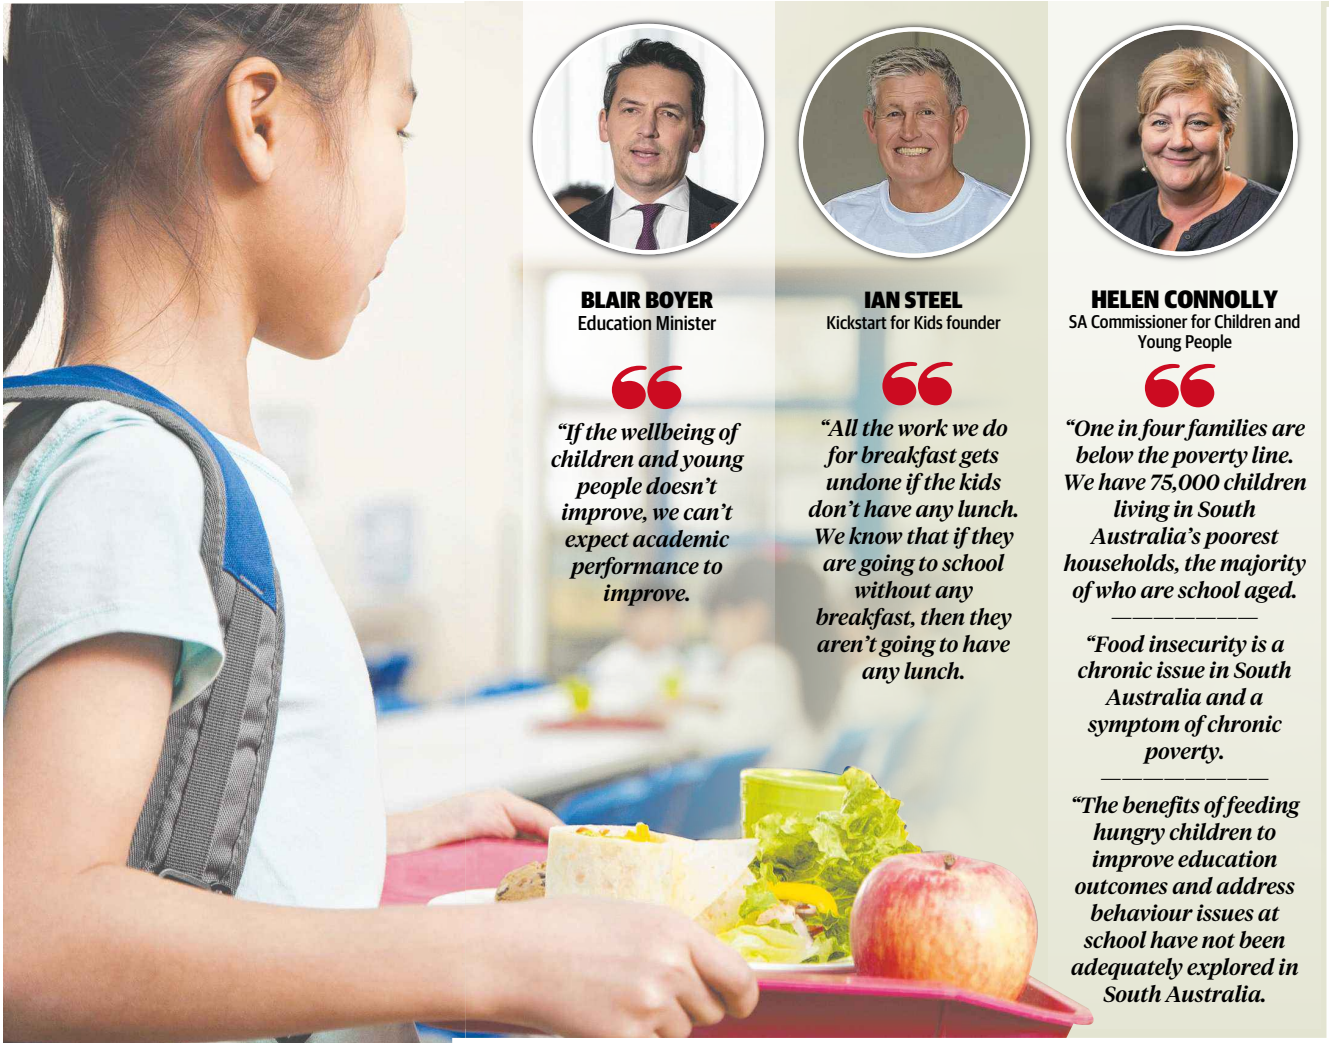 BLAIR BOYER
Education Minister
“If the wellbeing of
children and young
people doesn’t
improve, we can’t
expect academic
performance to
improve.
IAN STEEL
Kickstart for Kids founder
“All the work we do
for breakfast gets
undone if the kids
don’t have any lunch.
We know that if they
are going to school
without any
breakfast, then they
aren’t going to have
any lunch.
HELEN CONNOLLY
SA Commissioner for Children and
Young People
“One in four families are
below the poverty line.
We have 75,000 children
living in South
Australia’s poorest
households, the majority
of who are school aged.
“Food insecurity is a
chronic issue in South
Australia and a
symptom of chronic
poverty.
“The benefits of feeding
hungry children to
improve education
outcomes and address
behaviour issues at
school have not been
adequately explored in
South Australia.